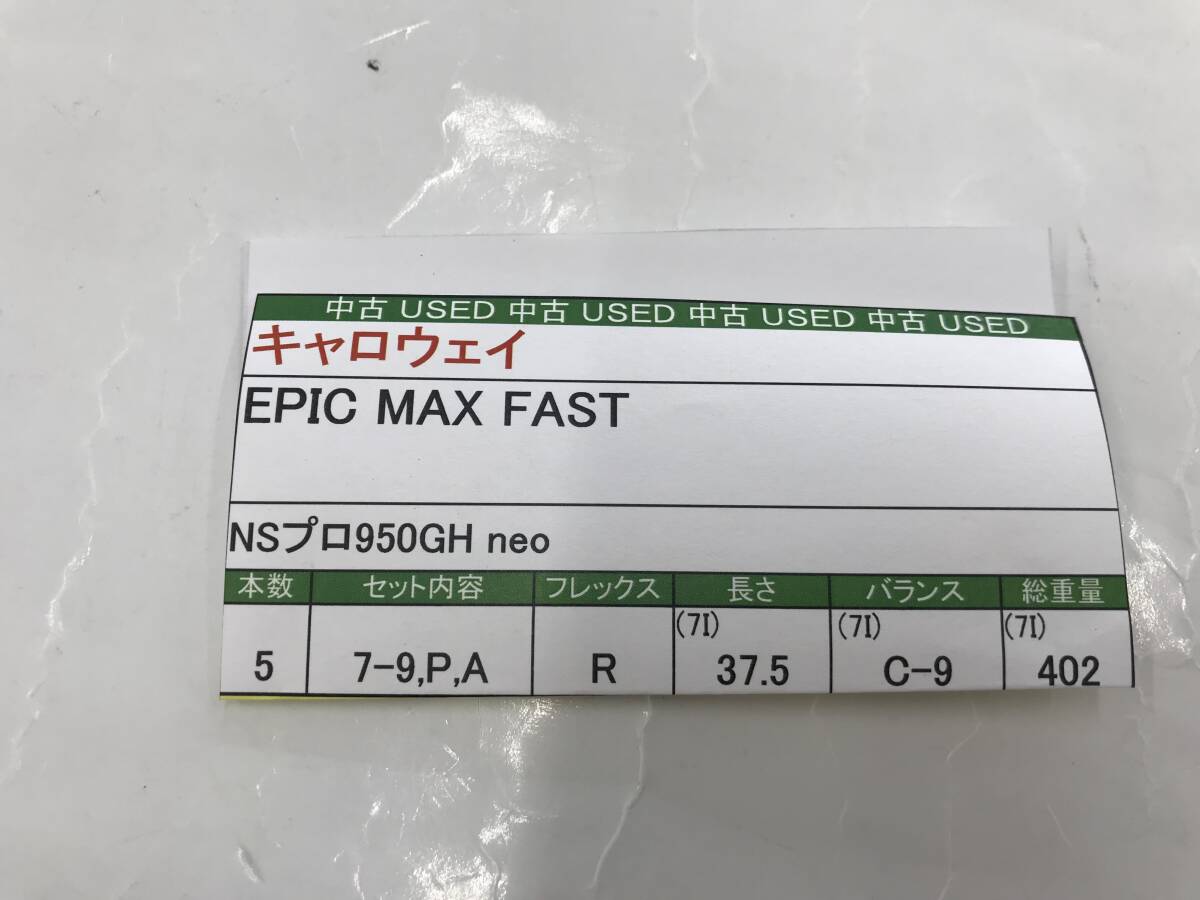 中古 USED 中古 USED 中古 USED 中古 USED
キャロウェイ
EPIC MAX FAST
NSプロ950GH neo
本数 セット内容 フレックス 長さ バランス 総重量
(7I) (7I) (7I)
5 7-9,P,A R 37.5 C-9 402